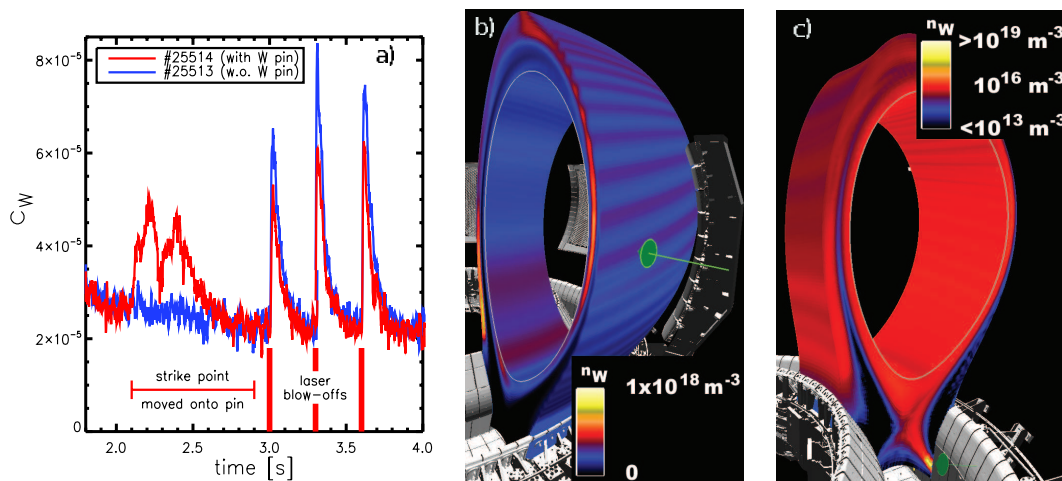 a)
#25514 (with W pin)
#25513 (w.o. W pin)
8×10⁻⁵
6×10⁻⁵
4×10⁻⁵
2×10⁻⁵
0
C_W
strike point
moved onto pin
laser
blow-offs
2.0 2.5 3.0 3.5 4.0
time [s]
b)
n_W
1x10¹⁸ m⁻³
0
c)
n_W
>10¹⁹ m⁻³
10¹⁶ m⁻³
<10¹³ m⁻³